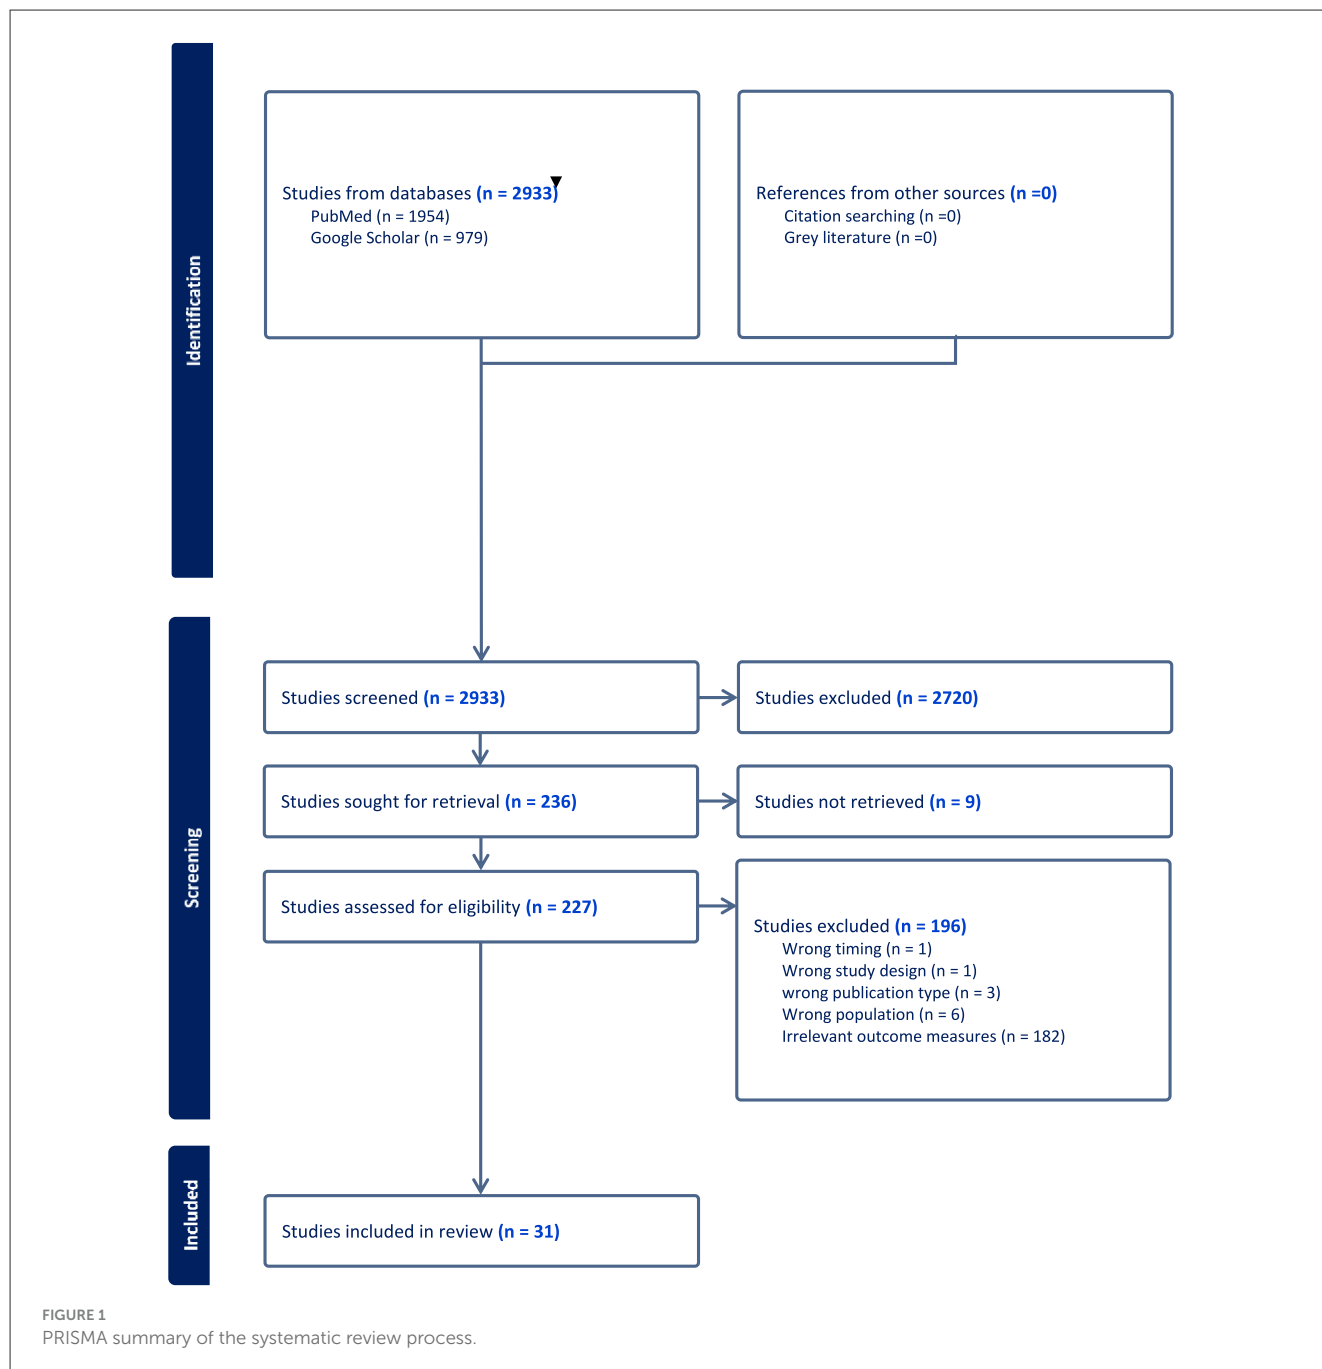 Identification
Studies from databases (n = 2933)
PubMed (n = 1954)
Google Scholar (n = 979)
References from other sources (n =0)
Citation searching (n =0)
Grey literature (n =0)
Screening
Studies screened (n = 2933)
Studies excluded (n = 2720)
Studies sought for retrieval (n = 236)
Studies not retrieved (n = 9)
Studies assessed for eligibility (n = 227)
Studies excluded (n = 196)
Wrong timing (n = 1)
Wrong study design (n = 1)
wrong publication type (n = 3)
Wrong population (n = 6)
Irrelevant outcome measures (n = 182)
Included
Studies included in review (n = 31)
FIGURE 1
PRISMA summary of the systematic review process.